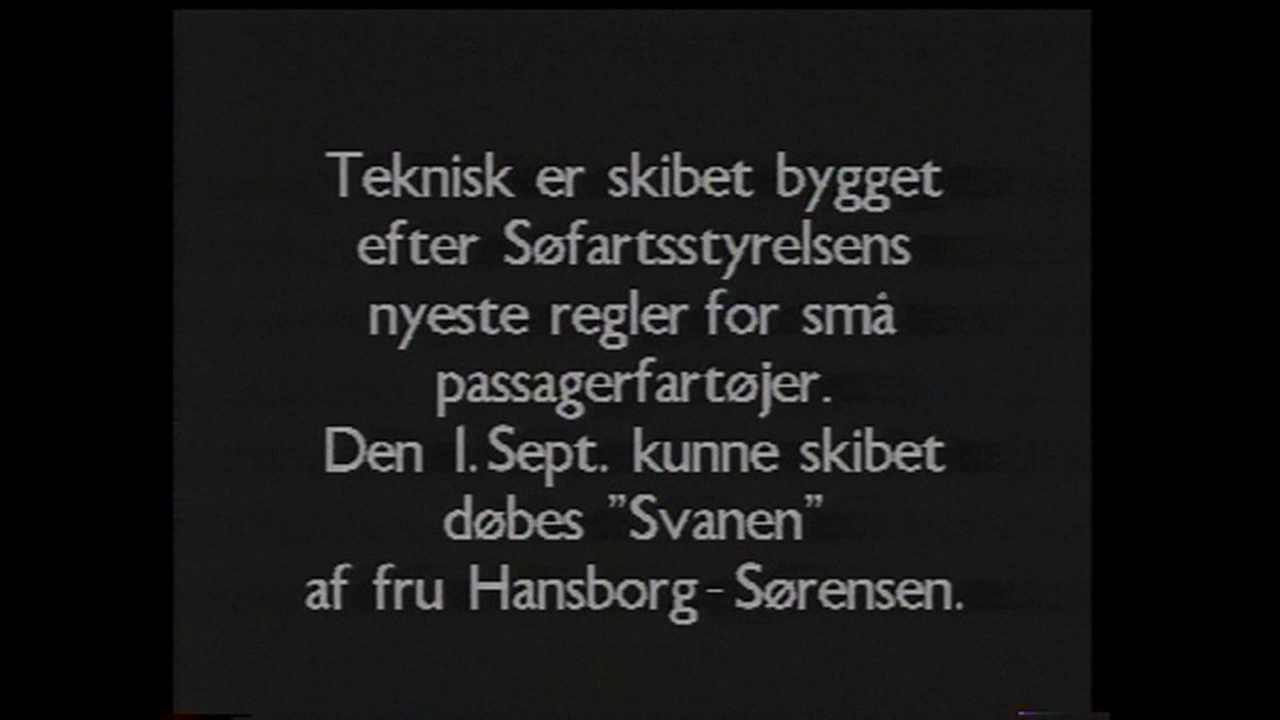 Teknisk er skibet bygget
efter Søfartsstyrelsens
nyeste regler for små
passagerfartøjer.
Den 1. Sept. kunne skibet
døbes ”Svanen”
af fru Hansborg-Sørensen.